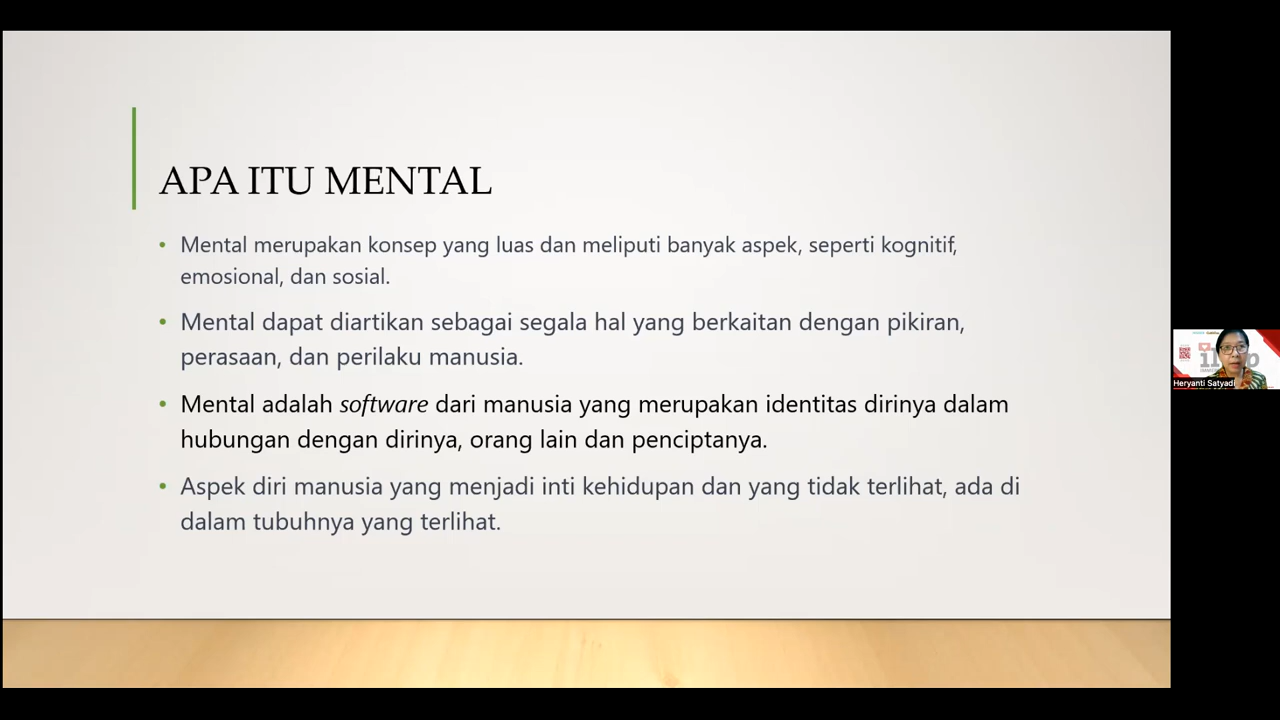 APA ITU MENTAL
• Mental merupakan konsep yang luas dan meliputi banyak aspek, seperti kognitif,
emosional, dan sosial.
• Mental dapat diartikan sebagai segala hal yang berkaitan dengan pikiran,
perasaan, dan perilaku manusia.
• Mental adalah software dari manusia yang merupakan identitas dirinya dalam
hubungan dengan dirinya, orang lain dan penciptanya.
• Aspek diri manusia yang menjadi inti kehidupan dan yang tidak terlihat, ada di
dalam tubuhnya yang terlihat.
Heryanti Satyadi